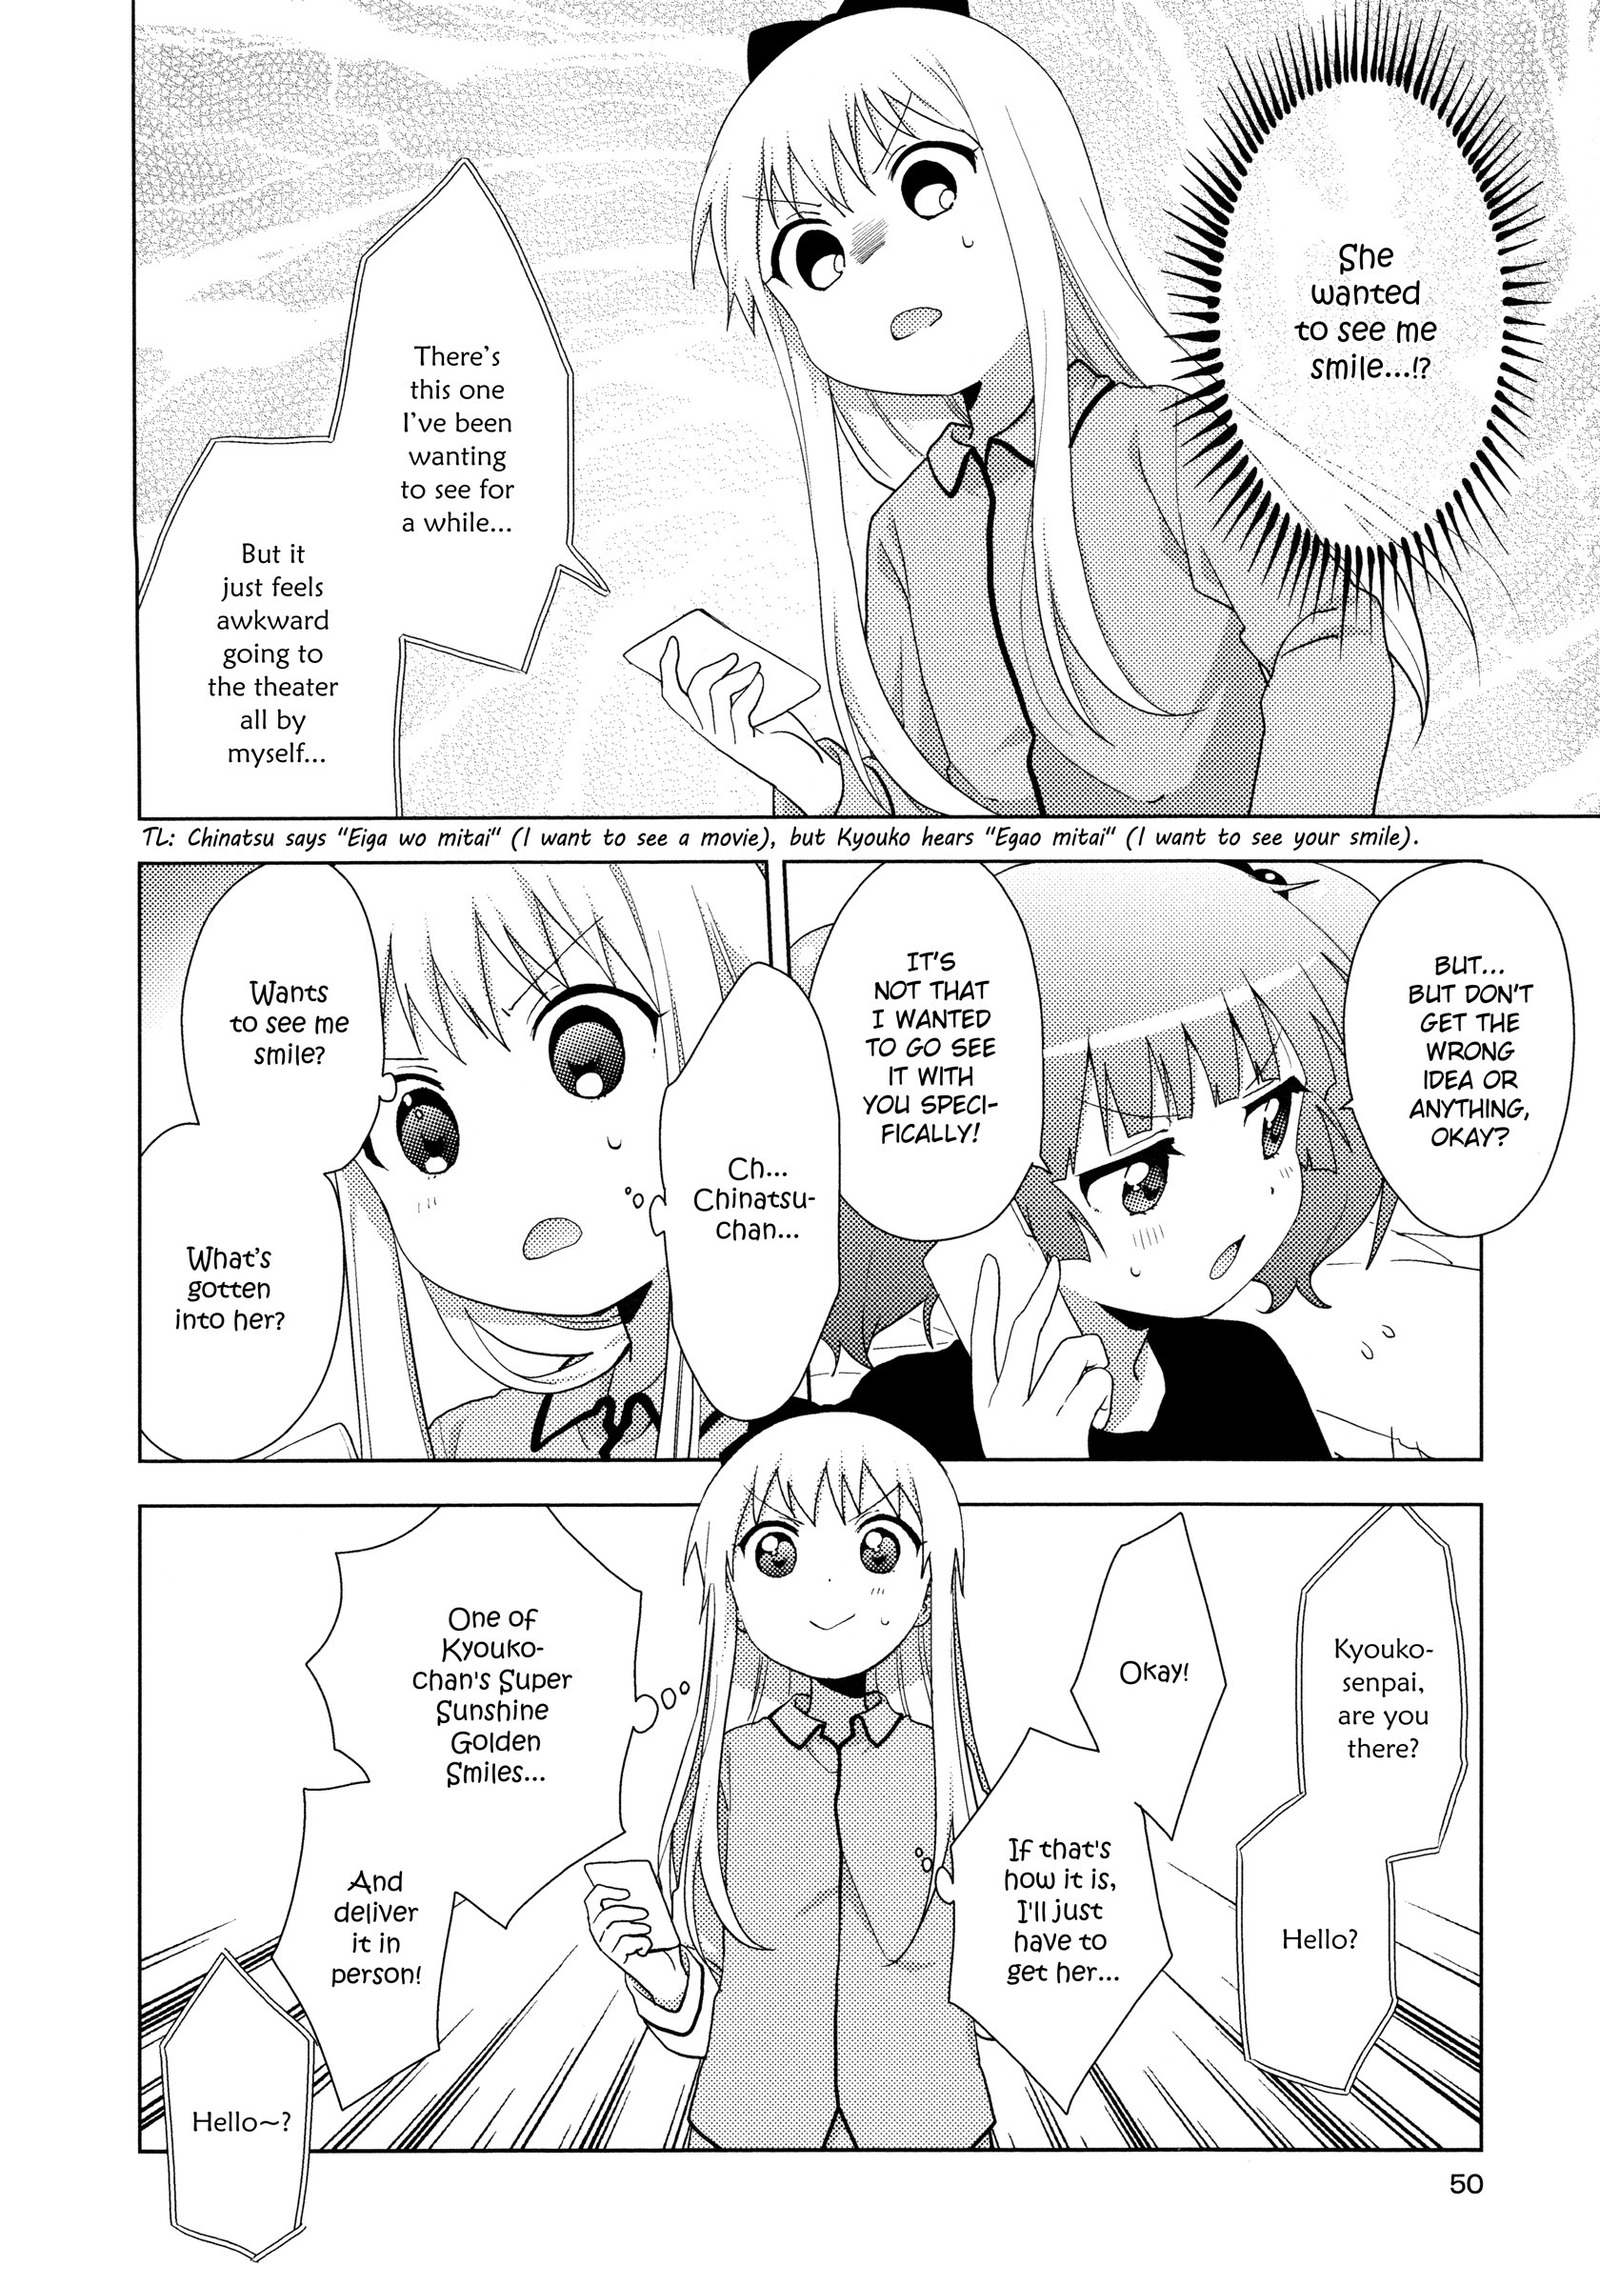 She
wanted
to see me
smile...!?
There's
this one
I've been
wanting
to see for
a while...
But it
just feels
awkward
going to
the theater
all by
myself...
TL: Chinatsu says "Eiga wo mitai" (I want to see a movie), but Kyouko hears "Egao mitai" (I want to see your smile).
BUT...
BUT DON'T
GET THE
WRONG
IDEA OR
ANYTHING,
OKAY?
IT'S
NOT THAT
I WANTED
TO GO SEE
IT WITH
YOU SPECI-
FICALLY!
Ch...
Chinatsu-
chan...
Wants
to see me
smile?
What's
gotten
into her?
Kyouko-
senpai,
are you
there?
Hello?
Okay!
If that's
how it is,
I'll just
have to
get her...
One of
Kyouko-
chan's Super
Sunshine
Golden
Smiles...
And
deliver
it in
person!
Hello~?
50